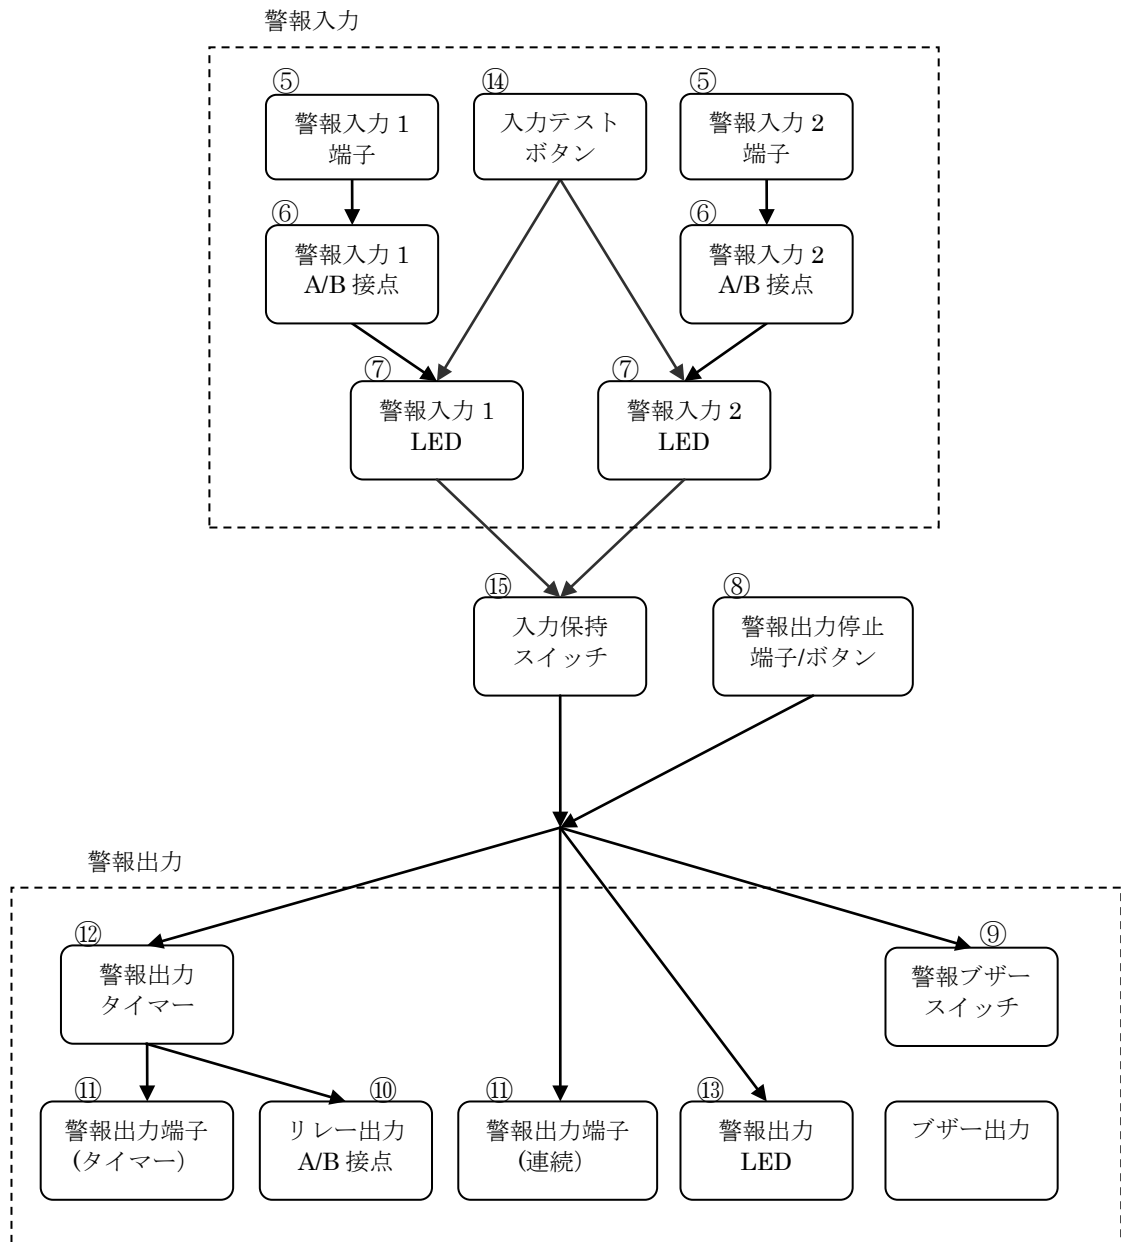 警報入力
⑤
警報入力 1
端子
⑭
入力テスト
ボタン
⑤
警報入力 2
端子
⑥
警報入力 1
A/B 接点
⑥
警報入力 2
A/B 接点
⑦
警報入力 1
LED
⑦
警報入力 2
LED
⑮
入力保持
スイッチ
⑧
警報出力停止
端子/ボタン
警報出力
⑫
警報出力
タイマー
⑨
警報ブザー
スイッチ
⑪
警報出力端子
(タイマー）
⑩
リレー出力
A/B 接点
⑪
警報出力端子
(連続）
⑬
警報出力
LED
ブザー出力